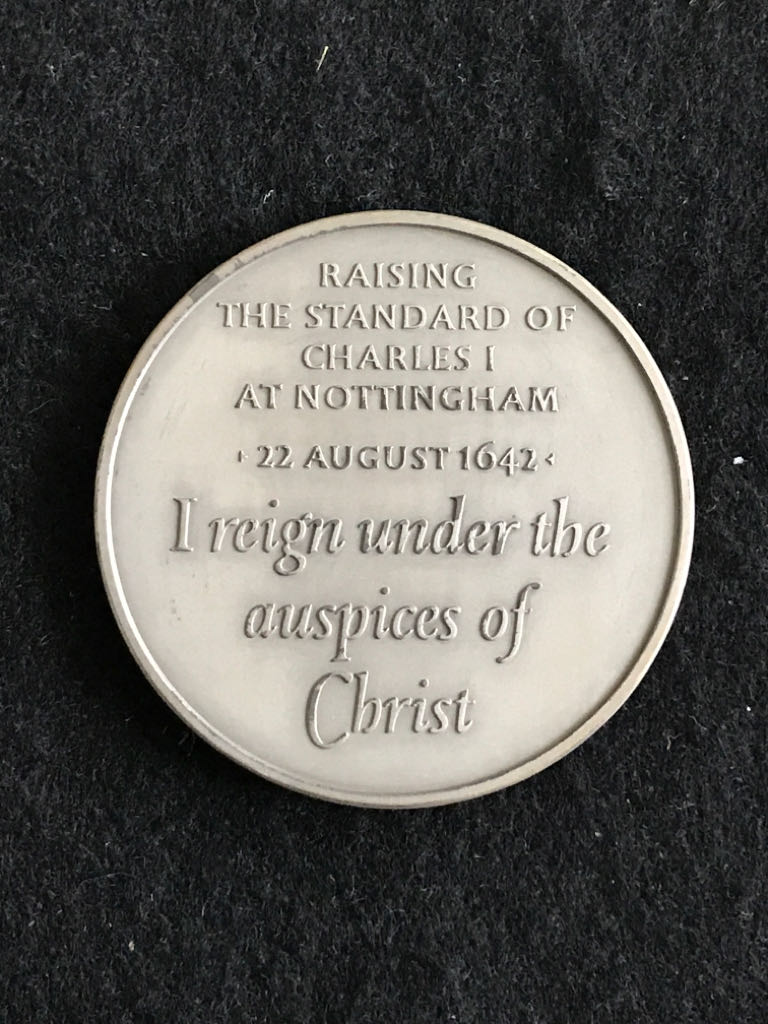 RAISING
THE STANDARD OF
CHARLES I
AT NOTTINGHAM
· 22 AUGUST 1642 ·
I reign under the
auspices of
Christ